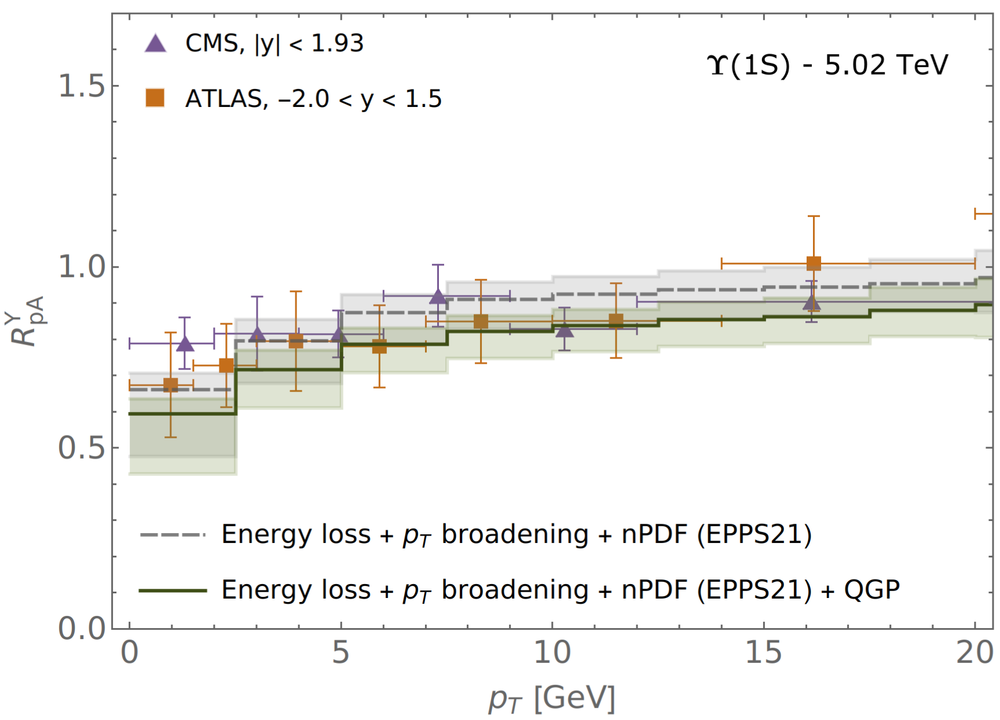 CMS, |y| < 1.93
ϒ(1S) - 5.02 TeV
ATLAS, −2.0 < y < 1.5
1.5
1.0
0.5
0.0
R^Y_pA
Energy loss + p_T broadening + nPDF (EPPS21)
Energy loss + p_T broadening + nPDF (EPPS21) + QGP
0 5 10 15 20
p_T [GeV]